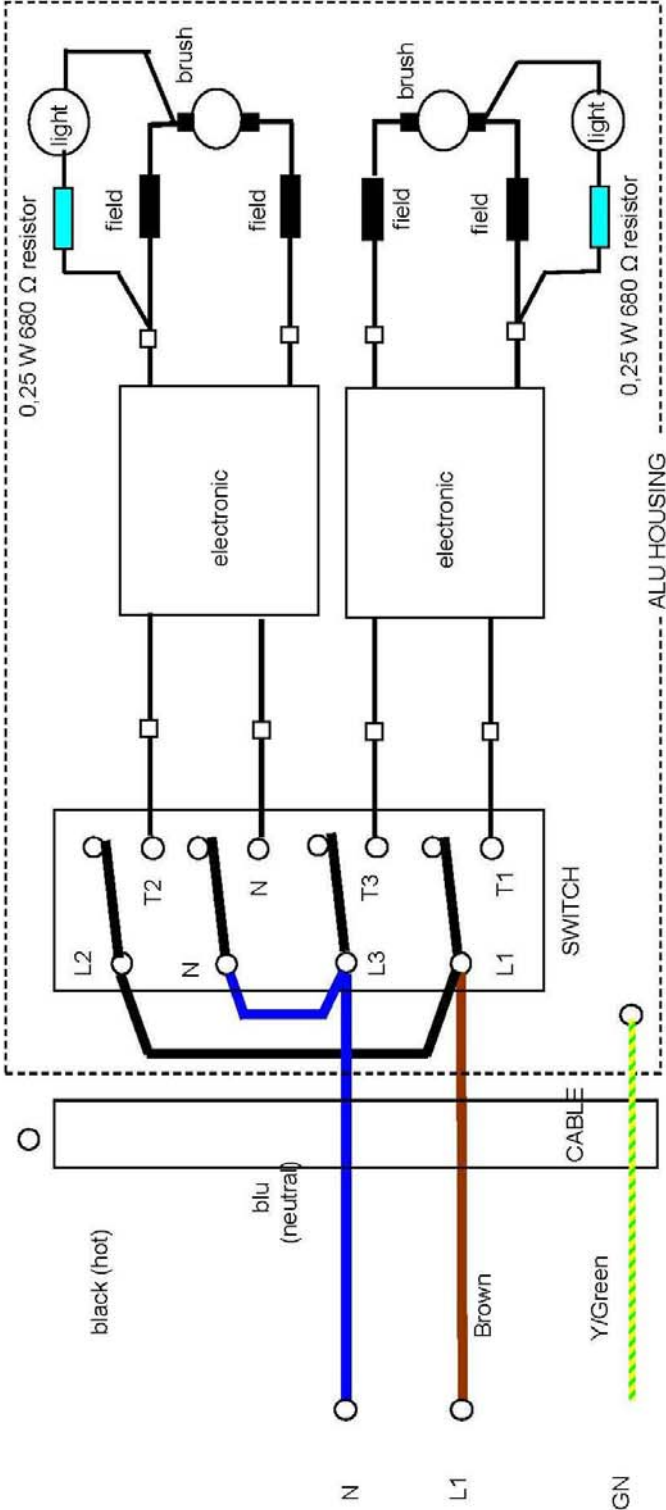 0,25 W 680 Ω resistor
light
brush
field
field
electronic
brush
light
field
field
0,25 W 680 Ω resistor
electronic
ALU HOUSING
L2
T2
N
N
L3
T3
L1
T1
SWITCH
black (hot)
blu
(neutral)
CABLE
Brown
Y/Green
N
L1
GN